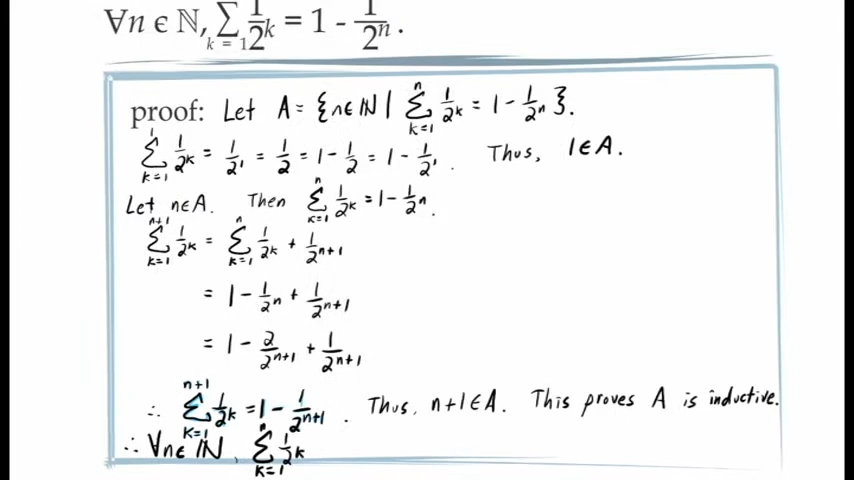 ∀n ∈ ℕ, ∑_{k = 1}^{n} 1/2^k = 1 - 1/2^n .
proof: Let A = {n∈ℕ | ∑_{k=1}^{n} 1/2^k = 1 - 1/2^n }.
∑_{k=1}^{1} 1/2^k = 1/2^1 = 1/2 = 1 - 1/2 = 1 - 1/2^1 . Thus, 1∈A.
Let n∈A. Then ∑_{k=1}^{n} 1/2^k = 1 - 1/2^n .
∑_{k=1}^{n+1} 1/2^k = ∑_{k=1}^{n} 1/2^k + 1/2^{n+1}
= 1 - 1/2^n + 1/2^{n+1}
= 1 - 2/2^{n+1} + 1/2^{n+1}
∴ ∑_{k=1}^{n+1} 1/2^k = 1 - 1/2^{n+1} . Thus, n+1∈A. This proves A is inductive.
∴ ∀n∈ℕ, ∑_{k=1}^{n} 1/2^k